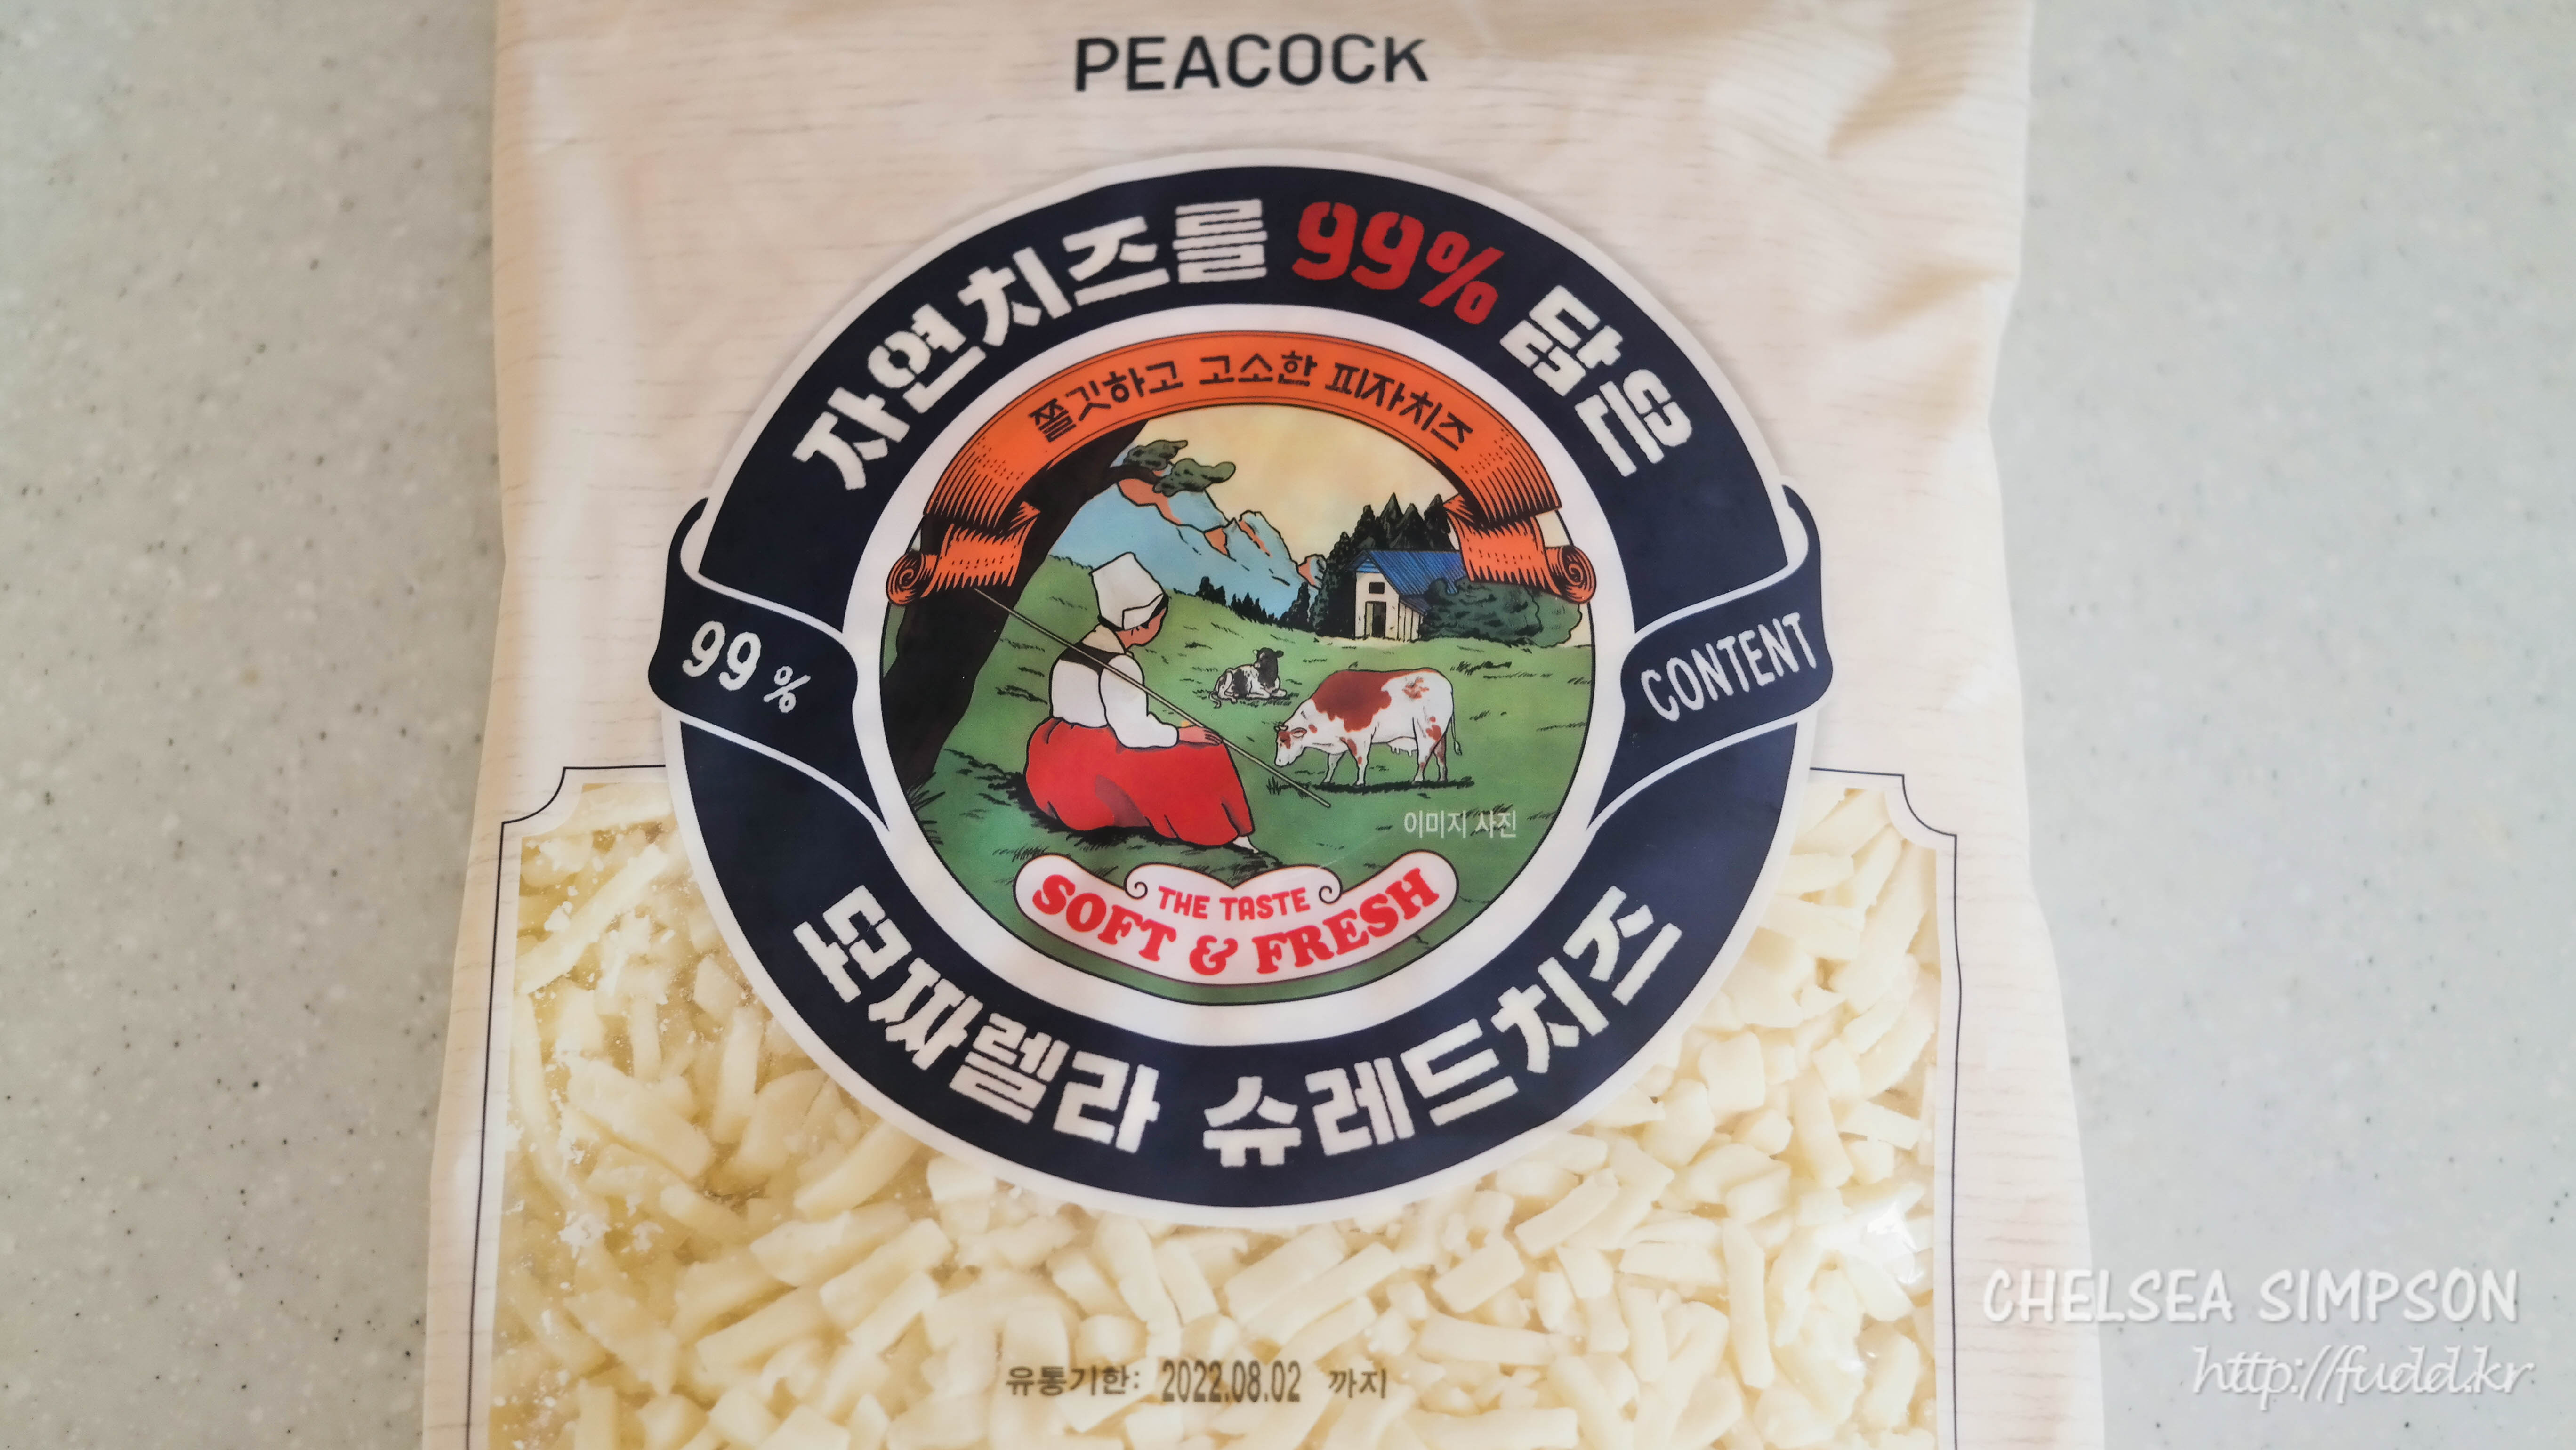 PEACOCK
자연치즈를 99% 닮은
쫄깃하고 고소한 피자치즈
99%
CONTENT
이미지 사진
THE TASTE
SOFT & FRESH
모짜렐라 슈레드치즈
유통기한: 2022.08.02 까지
CHELSEA SIMPSON
http://fudd.kr